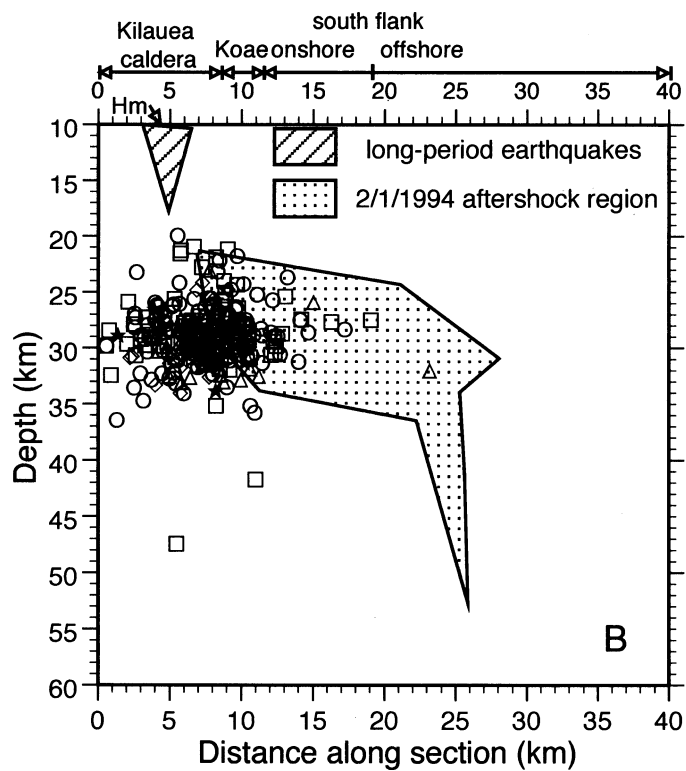 south flank
Kilauea
caldera
Koae onshore offshore
0 5 10 15 20 25 30 35 40
Hm
10
15
20
25
30
35
40
45
50
55
60
Depth (km)
long-period earthquakes
2/1/1994 aftershock region
B
0 5 10 15 20 25 30 35 40
Distance along section (km)